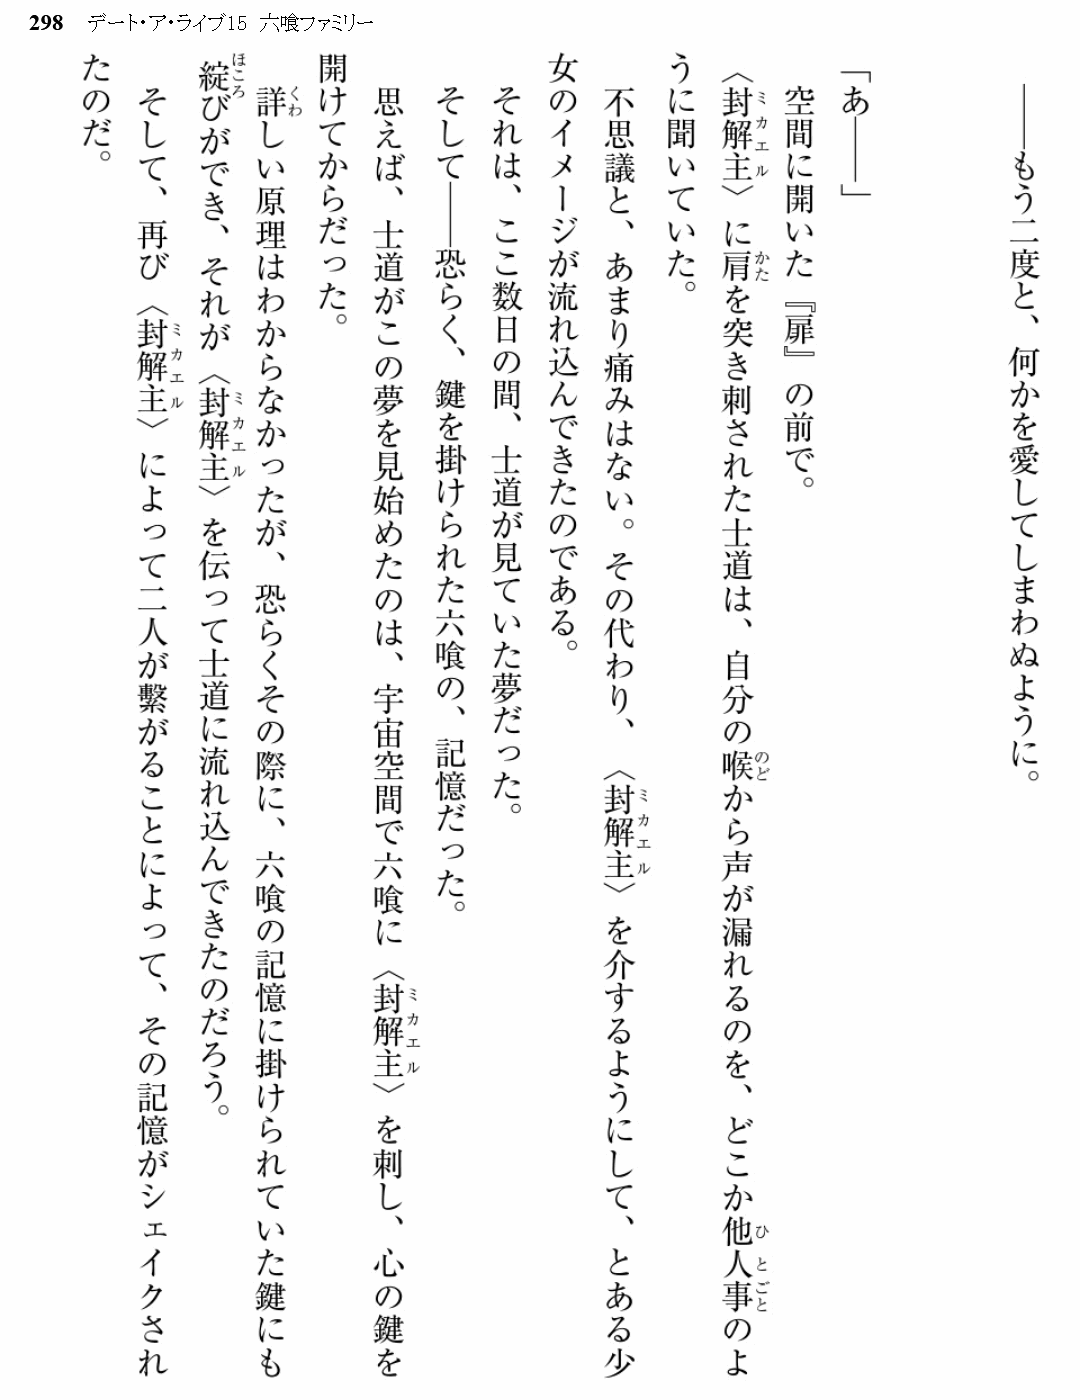 298 デート・ア・ライブ15 六喰ファミリー
――もう二度と、何かを愛してしまわぬように。
「あ――」
空間に開いた『扉』の前で。
〈封解主〉に肩を突き刺された士道は、自分の喉から声が漏れるのを、どこか他人事のよ
うに聞いていた。
不思議と、あまり痛みはない。その代わり、〈封解主〉を介するようにして、とある少
女のイメージが流れ込んできたのである。
それは、ここ数日の間、士道が見ていた夢だった。
そして――恐らく、鍵を掛けられた六喰の、記憶だった。
思えば、士道がこの夢を見始めたのは、宇宙空間で六喰に〈封解主〉を刺し、心の鍵を
開けてからだった。
詳しい原理はわからなかったが、恐らくその際に、六喰の記憶に掛けられていた鍵にも
綻びができ、それが〈封解主〉を伝って士道に流れ込んできたのだろう。
そして、再び〈封解主〉によって二人が繫がることによって、その記憶がシェイクされ
たのだ。